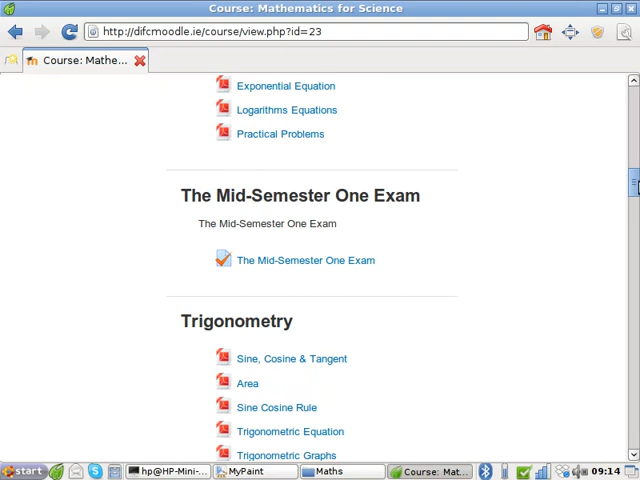 Course: Mathematics for Science
http://difcmoodle.ie/course/view.php?id=23
Course: Mathe...
Exponential Equation
Logarithms Equations
Practical Problems
The Mid-Semester One Exam
The Mid-Semester One Exam
The Mid-Semester One Exam
Trigonometry
Sine, Cosine & Tangent
Area
Sine Cosine Rule
Trigonometric Equation
Trigonometric Graphs
start
hp@HP-Mini-...
MyPaint
Maths
Course: Mat...
09:14